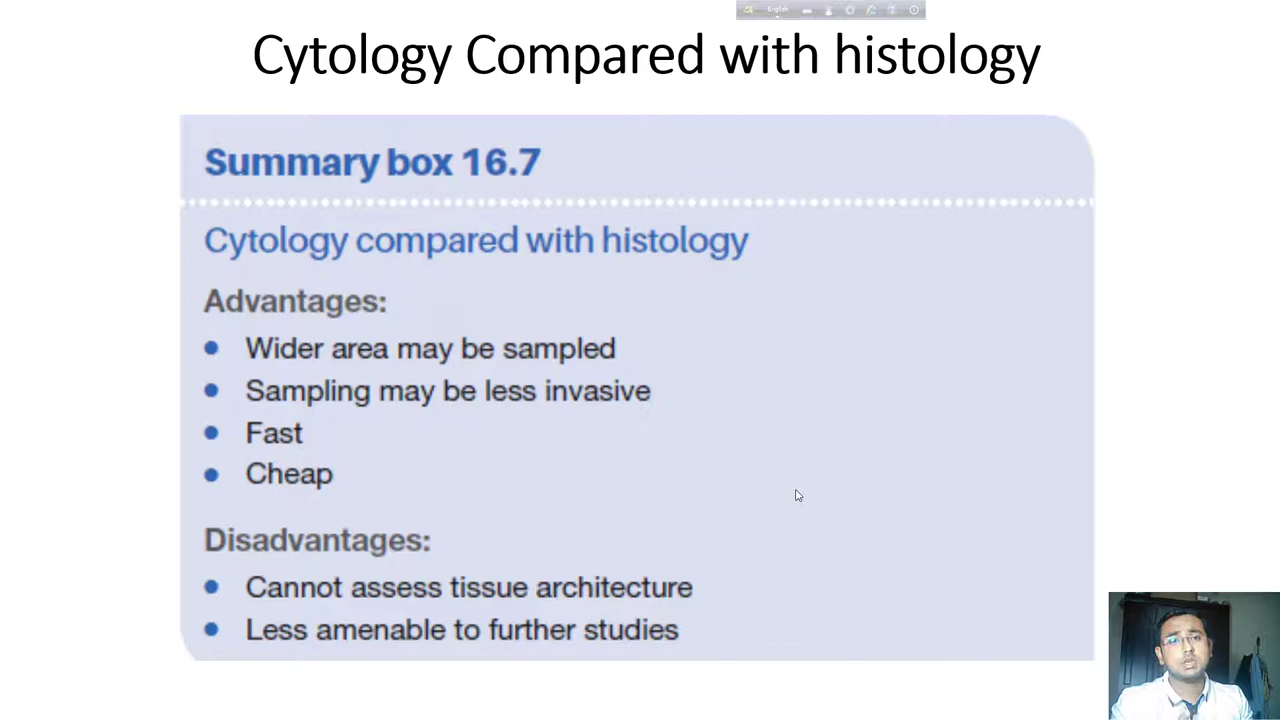 English
Cytology Compared with histology
Summary box 16.7
Cytology compared with histology
Advantages:
Wider area may be sampled
Sampling may be less invasive
Fast
Cheap
Disadvantages:
Cannot assess tissue architecture
Less amenable to further studies